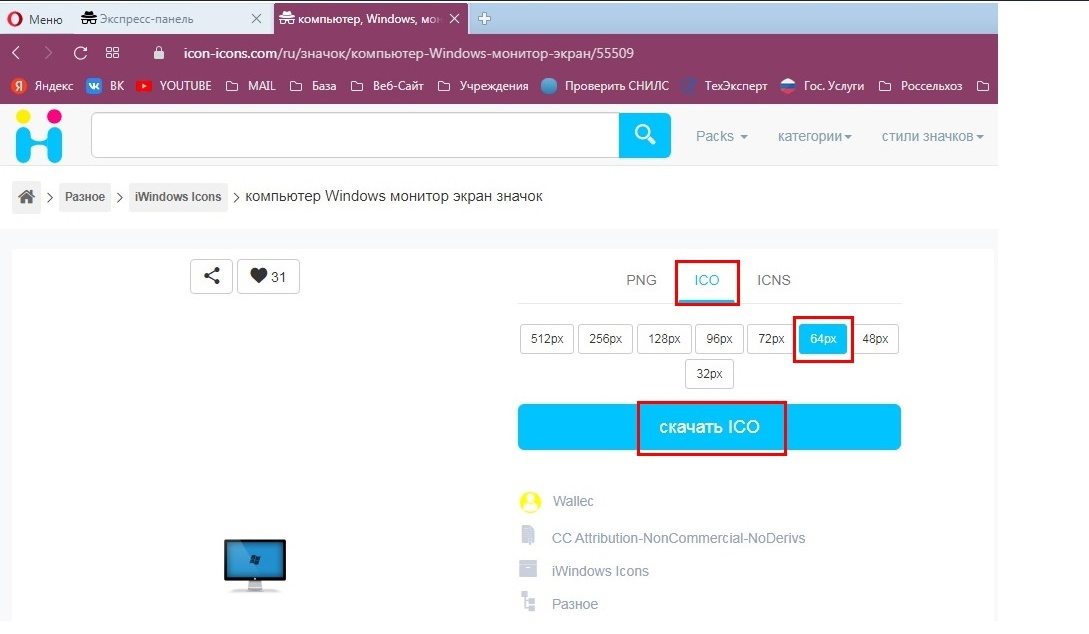 Меню Экспресс-панель компьютер, Windows, мон
icon-icons.com/ru/значок/компьютер-Windows-монитор-экран/55509
Яндекс ВК YOUTUBE MAIL База Веб-Сайт Учреждения Проверить СНИЛС ТехЭксперт Гос. Услуги Россельхоз
Packs категории стили значков
Разное iWindows Icons компьютер Windows монитор экран значок
31
PNG ICO ICNS
512px 256px 128px 96px 72px 64px 48px
32px
скачать ICO
Wallec
CC Attribution-NonCommercial-NoDerivs
iWindows Icons
Разное